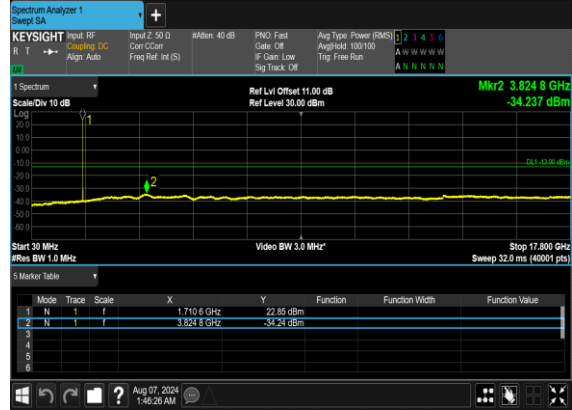 Spectrum Analyzer 1
Swept SA
KEYSIGHT Input: RF Input Z: 50 Ω #Atten: 40 dB PNO: Fast Avg Type: Power (RMS) 1 2 3 4 5 6
R T Coupling: DC Corr CCorr Gate: Off Avg|Hold: 100/100 A W W W W W
Align: Auto Freq Ref: Int (S) IF Gain: Low Trig: Free Run
Sig Track: Off A N N N N N
1 Spectrum
Ref Lvl Offset 11.00 dB Mkr2 3.824 8 GHz
Scale/Div 10 dB Ref Level 30.00 dBm -34.237 dBm
Log
20.0
10.0
0.00
-10.0
-20.0
-30.0
-40.0
-50.0
-60.0
1
DL1 -13.00 dBm
2
Start 30 MHz Video BW 3.0 MHz* Stop 17.800 GHz
#Res BW 1.0 MHz Sweep 32.0 ms (40001 pts)
5 Marker Table
Mode Trace Scale X Y Function Function Width Function Value
1 N 1 f 1.710 6 GHz 22.85 dBm
2 N 1 f 3.824 8 GHz -34.24 dBm
3
4
5
6
? Aug 07, 2024
1:46:26 AM